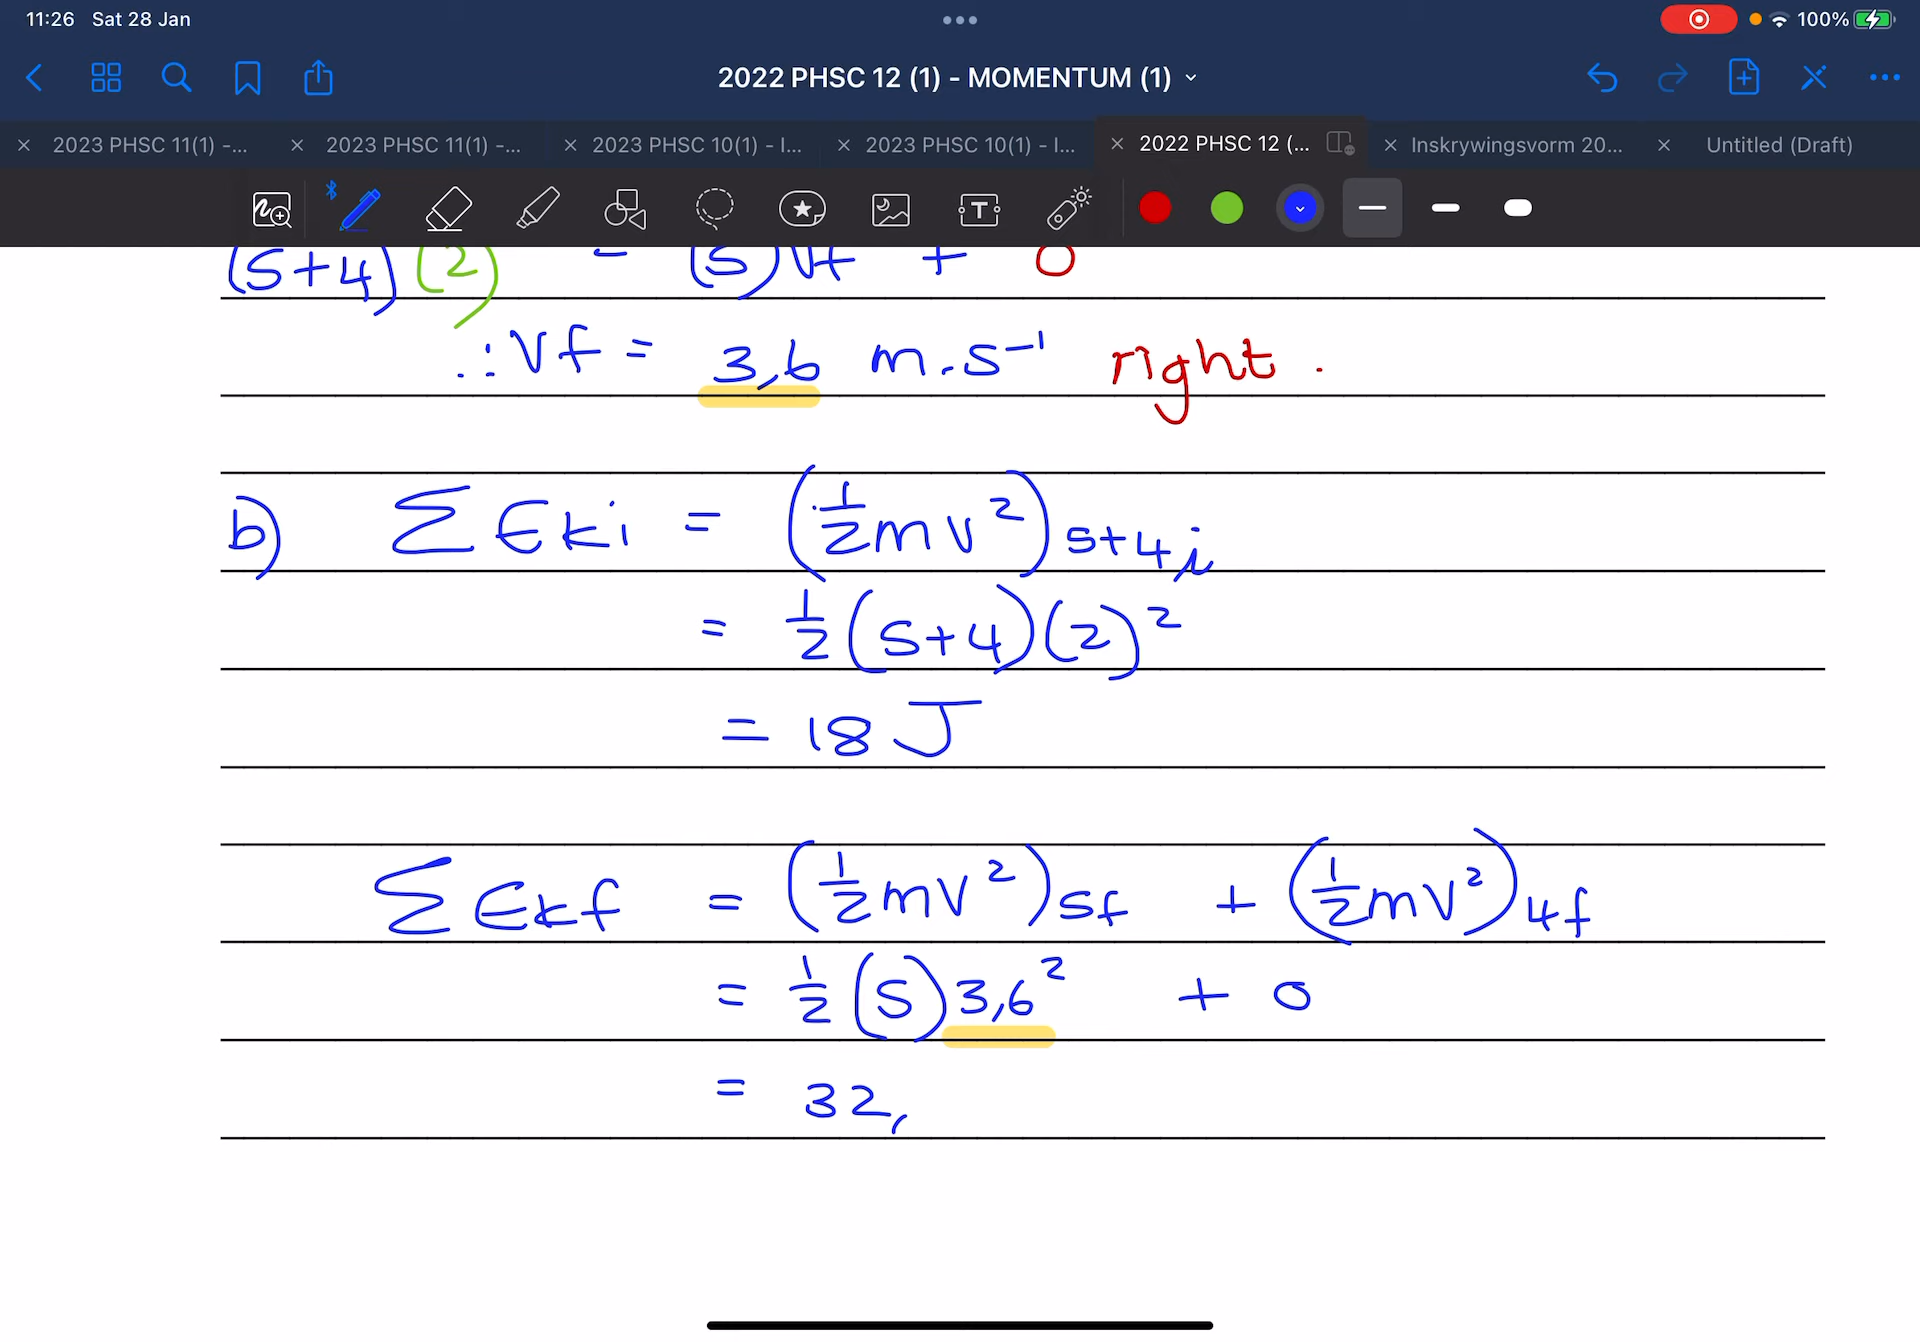 11:26 Sat 28 Jan 100%
2022 PHSC 12 (1) - MOMENTUM (1)
2023 PHSC 11(1) -... 2023 PHSC 11(1) -... 2023 PHSC 10(1) - I... 2023 PHSC 10(1) - I... 2022 PHSC 12 (... Inskrywingsvorm 20... Untitled (Draft)
(5+4)(2) = (5)Vf + 0
∴ Vf = 3,6 m.s⁻¹ right.
b) Σ Eki = (½mv²)5+4i
= ½(5+4)(2)²
= 18 J
Σ Ekf = (½mv²)5f + (½mv²)4f
= ½(5)3,6² + 0
= 32,